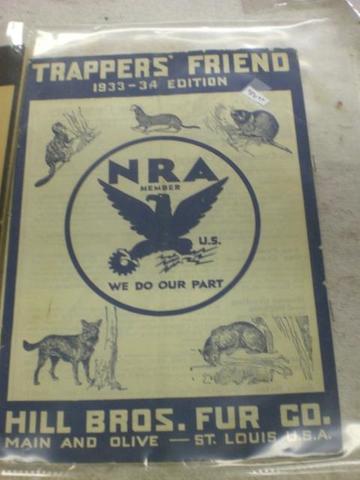 TRAPPERS' FRIEND
1933-34 EDITION
NRA
MEMBER
U.S.
WE DO OUR PART
HILL BROS. FUR CO.
MAIN AND OLIVE — ST. LOUIS U.S.A.